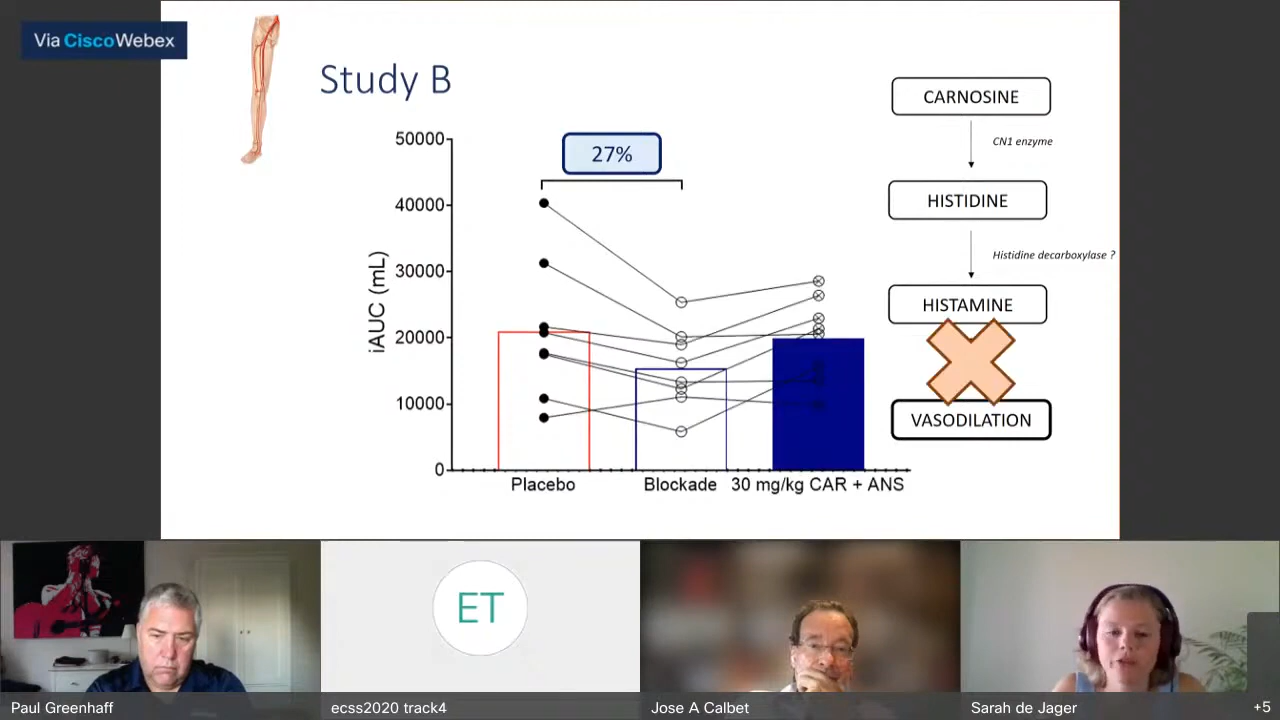 Via CiscoWebex
Study B
50000
40000
30000
20000
10000
0
iAUC (mL)
27%
Placebo
Blockade
30 mg/kg CAR + ANS
CARNOSINE
CN1 enzyme
HISTIDINE
Histidine decarboxylase ?
HISTAMINE
VASODILATION
ET
Paul Greenhaff
ecss2020 track4
Jose A Calbet
Sarah de Jager
+5